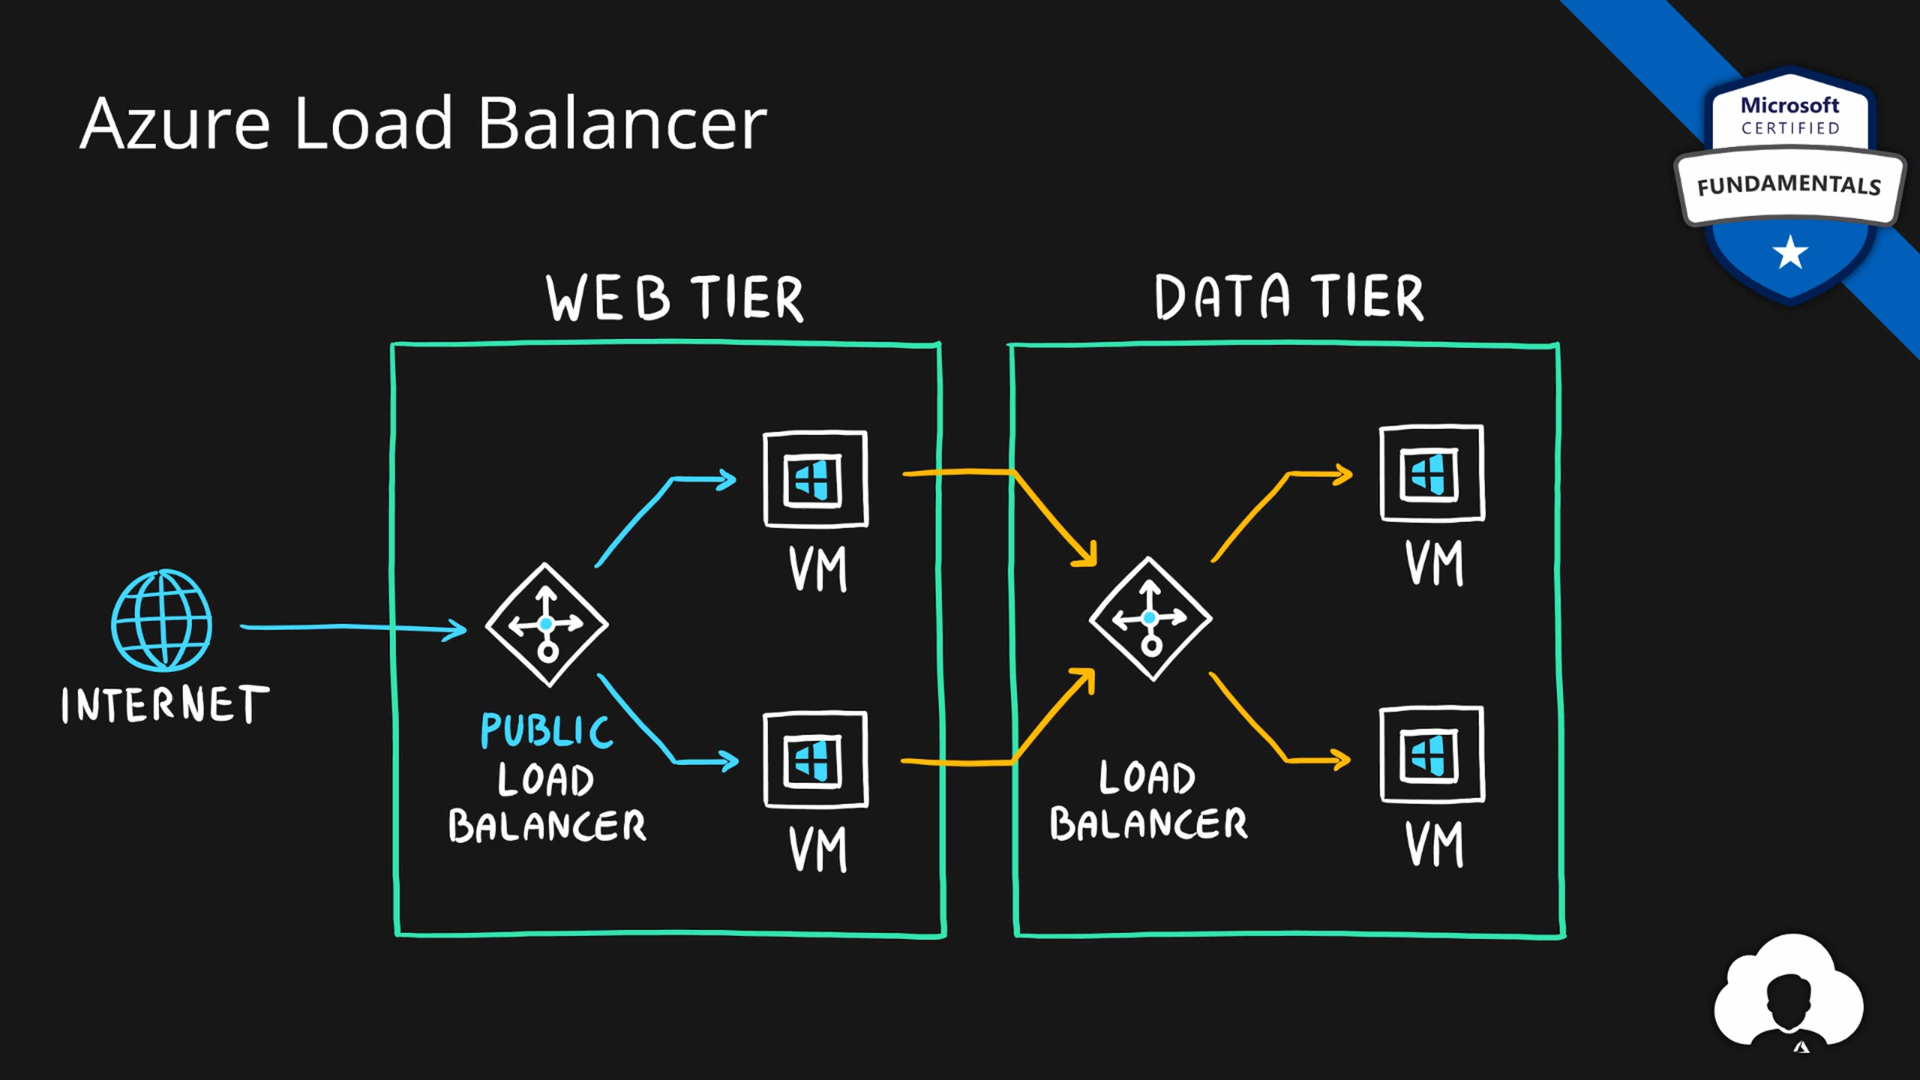 Azure Load Balancer
Microsoft
CERTIFIED
FUNDAMENTALS
WEB TIER
DATA TIER
VM
VM
INTERNET
PUBLIC
LOAD
BALANCER
LOAD
BALANCER
VM
VM